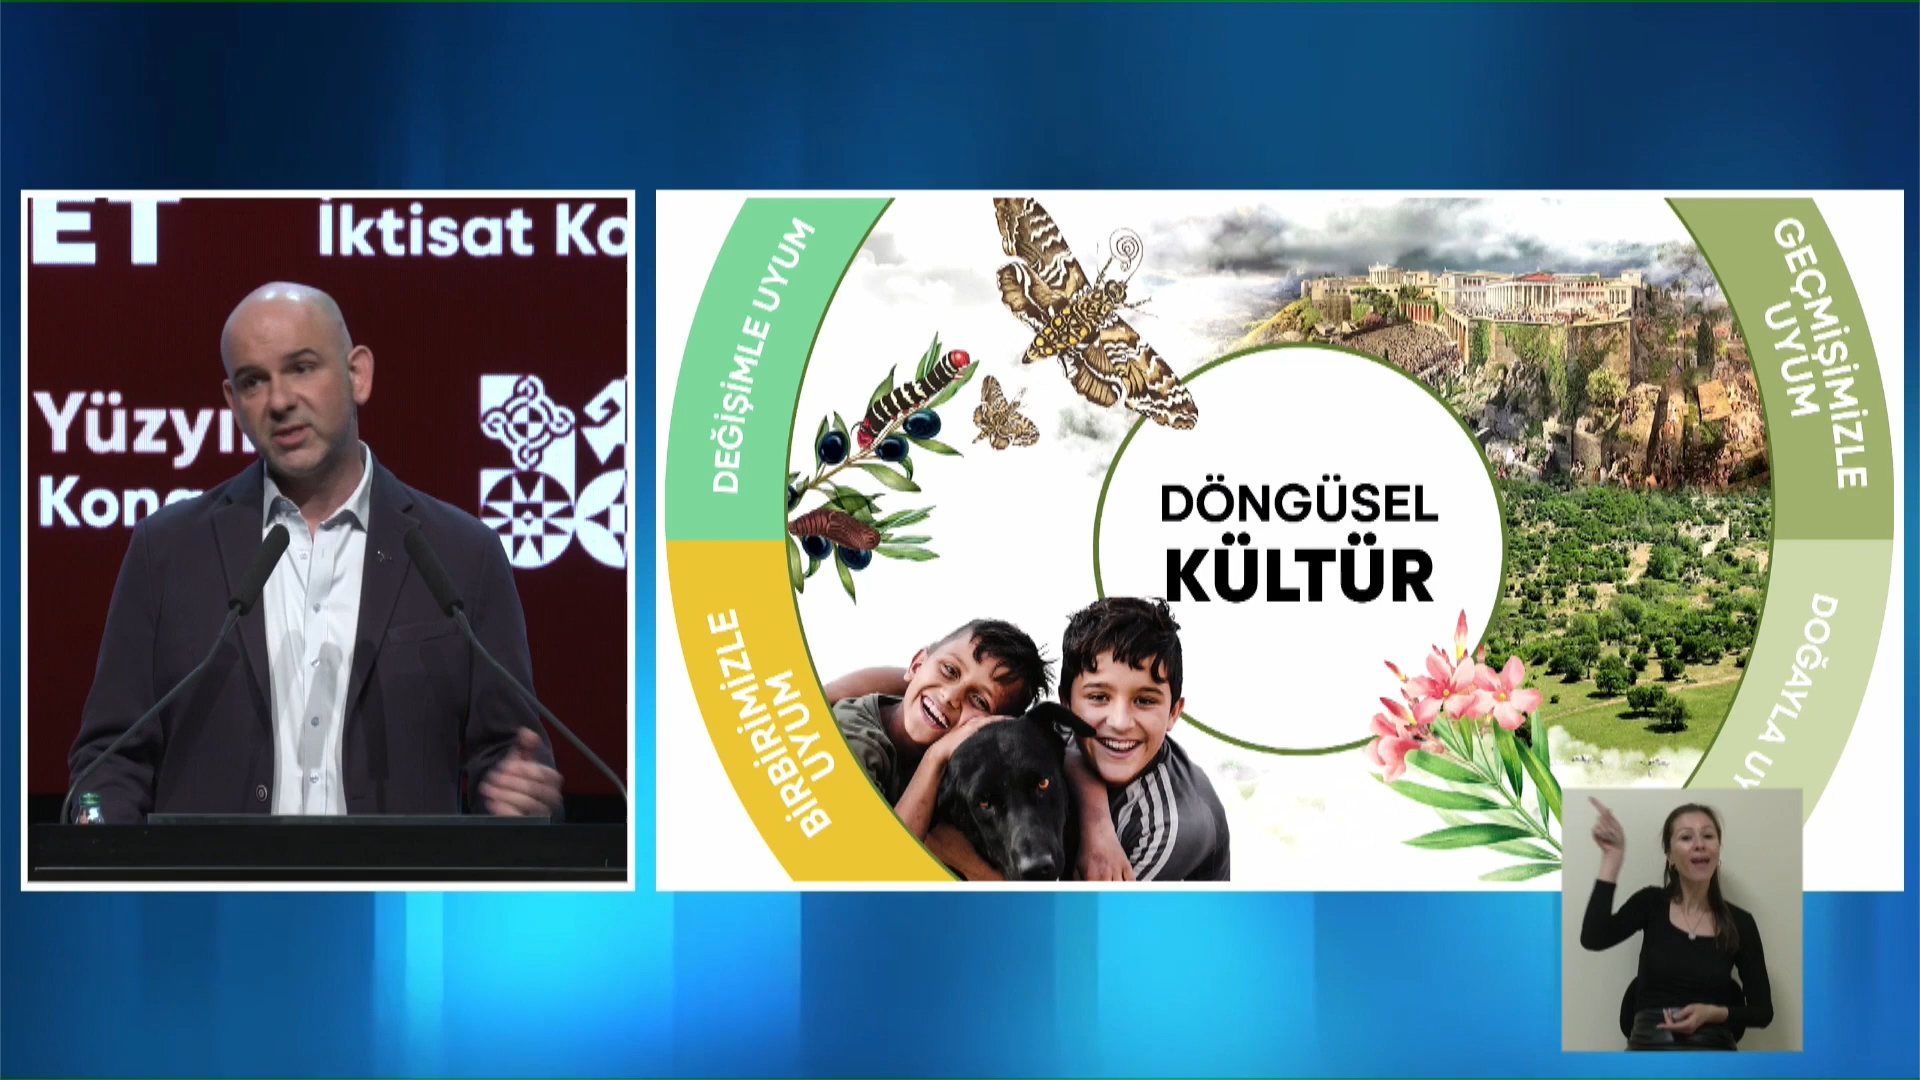 ET
İktisat Ko
Yüzyı
Kong
DEĞİŞİMLE UYUM
GEÇMİŞİMİZLE
UYUM
DÖNGÜSEL
KÜLTÜR
BİRBİRİMİZLE
UYUM
DOĞAYLA UY